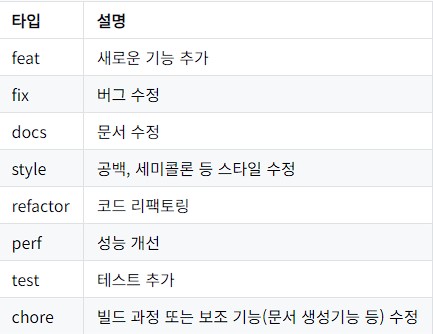 타입 설명
feat 새로운 기능 추가
fix 버그 수정
docs 문서 수정
style 공백, 세미콜론 등 스타일 수정
refactor 코드 리팩토링
perf 성능 개선
test 테스트 추가
chore 빌드 과정 또는 보조 기능(문서 생성기능 등) 수정